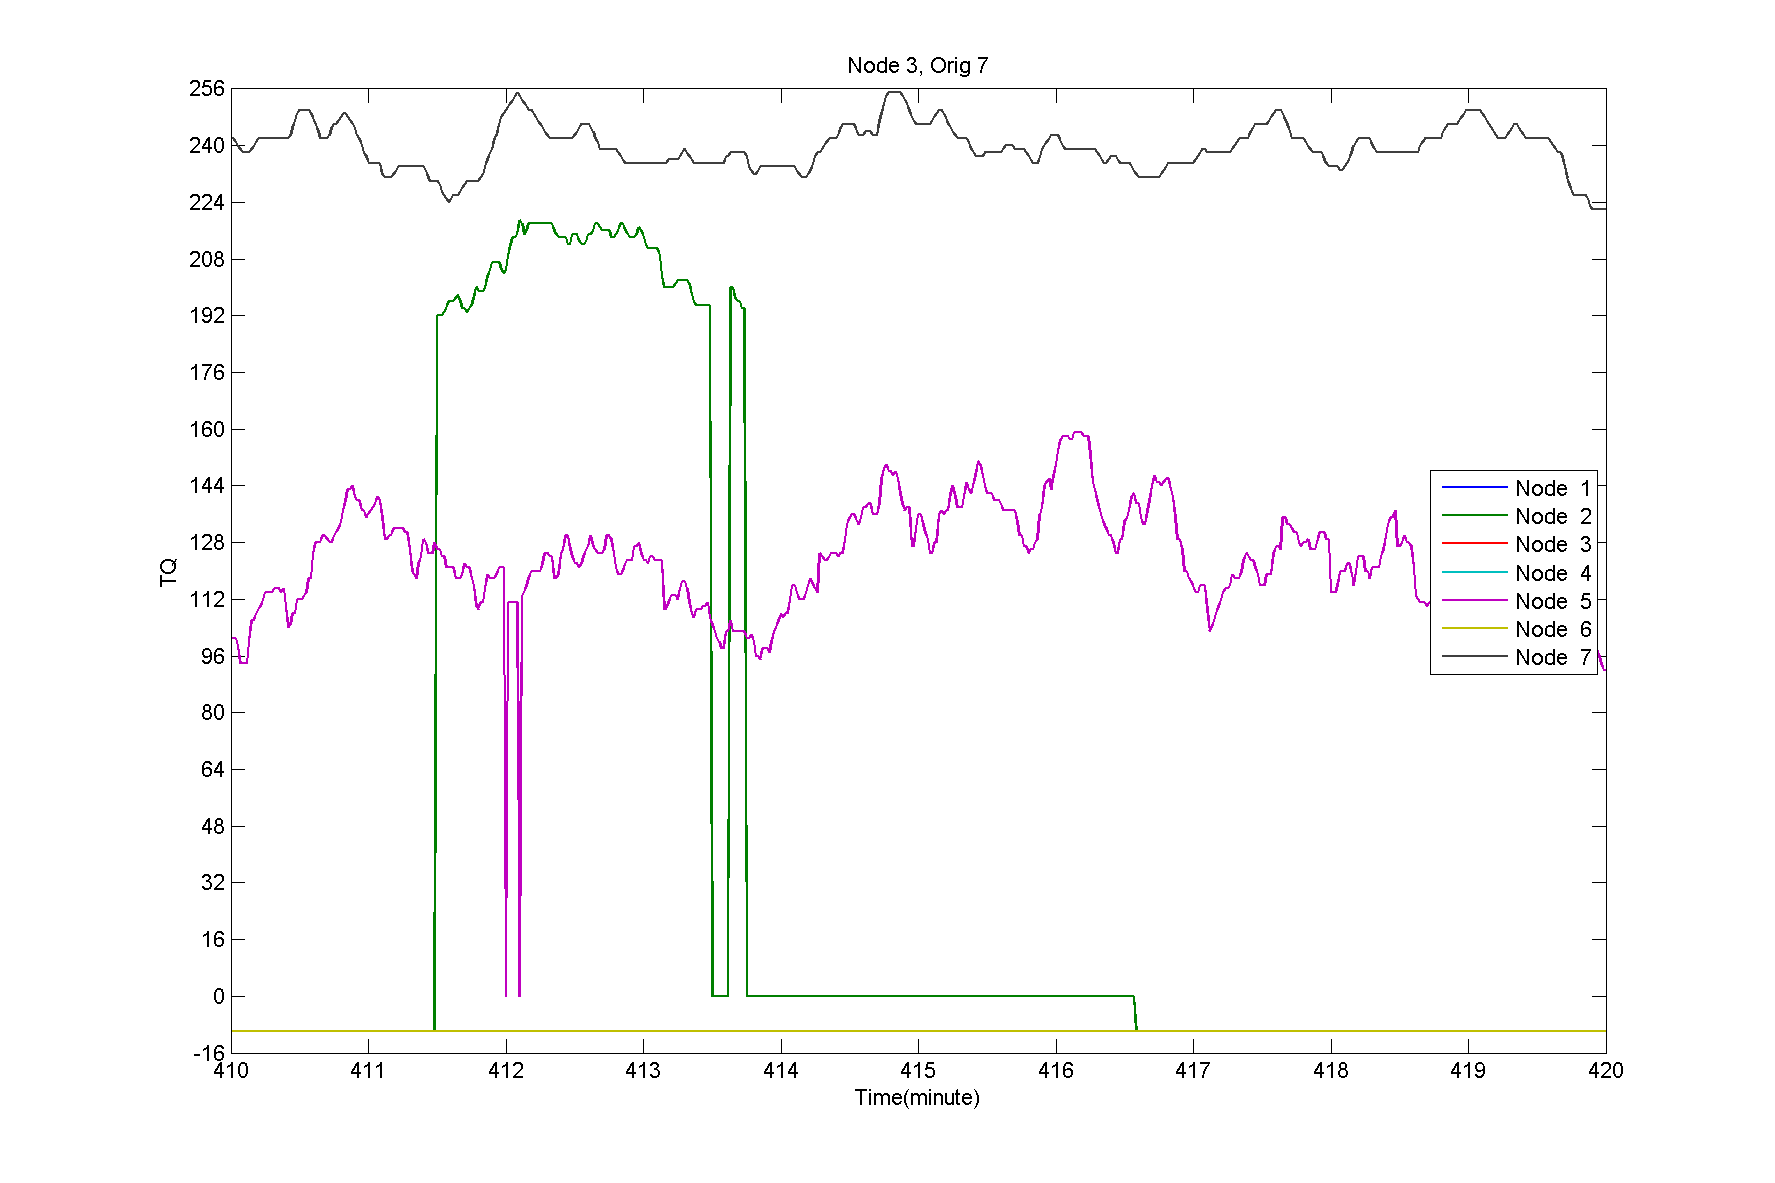 Node 3, Orig 7
256
240
224
208
192
176
160
144
128
112
96
80
64
48
32
16
0
-16
TQ
Node 1
Node 2
Node 3
Node 4
Node 5
Node 6
Node 7
410 411 412 413 414 415 416 417 418 419 420
Time(minute)